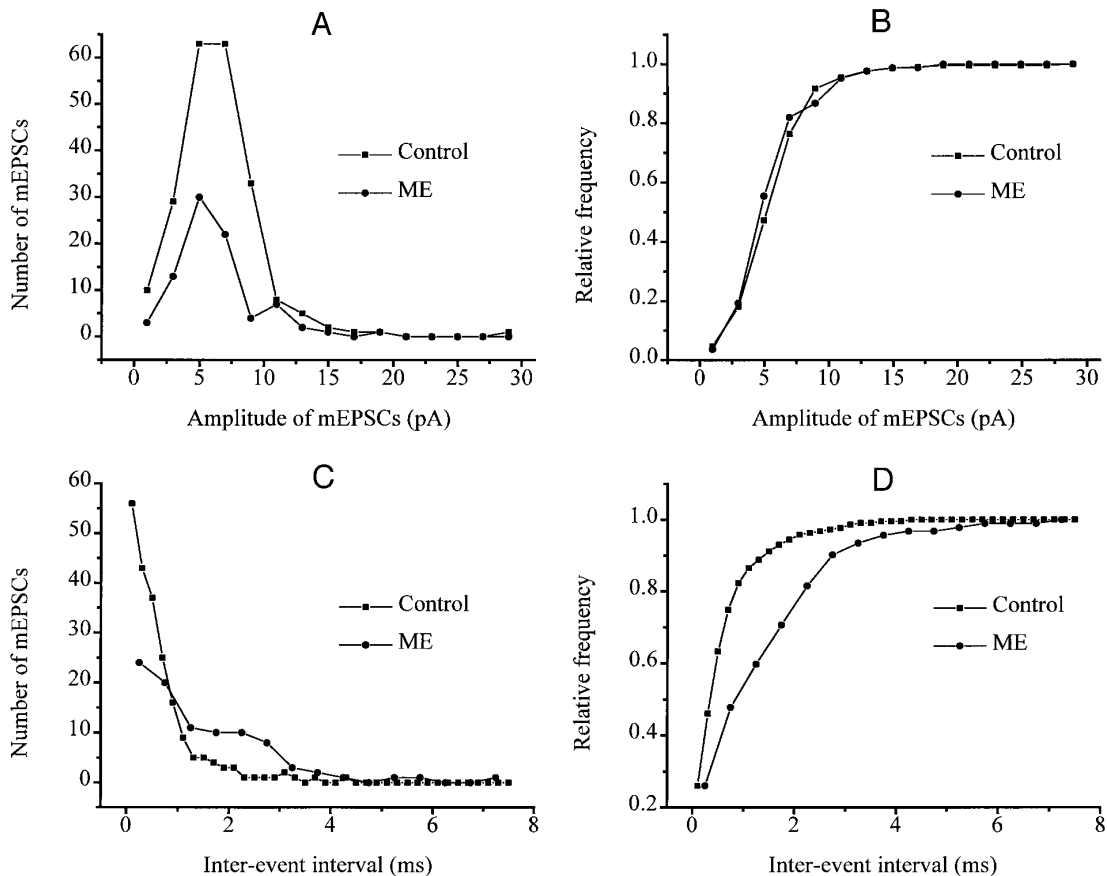 A
Number of mEPSCs
60
50
40
30
20
10
0
Control
ME
0 5 10 15 20 25 30
Amplitude of mEPSCs (pA)
B
Relative frequency
1.0
0.8
0.6
0.4
0.2
0.0
Control
ME
0 5 10 15 20 25 30
Amplitude of mEPSCs (pA)
C
Number of mEPSCs
60
50
40
30
20
10
0
Control
ME
0 2 4 6 8
Inter-event interval (ms)
D
Relative frequency
1.0
0.8
0.6
0.4
0.2
Control
ME
0 2 4 6 8
Inter-event interval (ms)